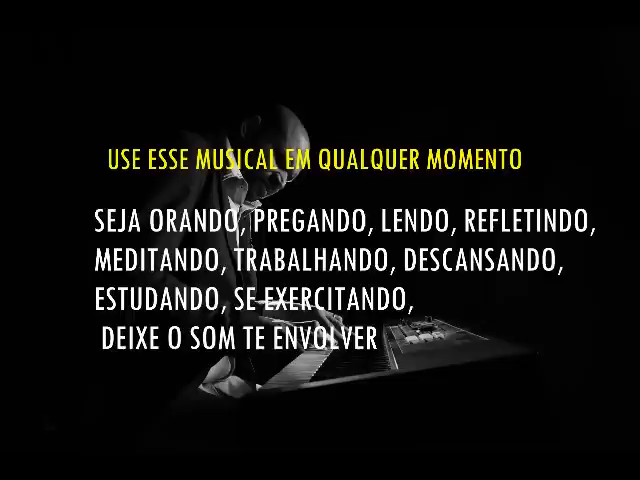 USE ESSE MUSICAL EM QUALQUER MOMENTO
SEJA ORANDO, PREGANDO, LENDO, REFLETINDO,
MEDITANDO, TRABALHANDO, DESCANSANDO,
ESTUDANDO, SE EXERCITANDO,
DEIXE O SOM TE ENVOLVER